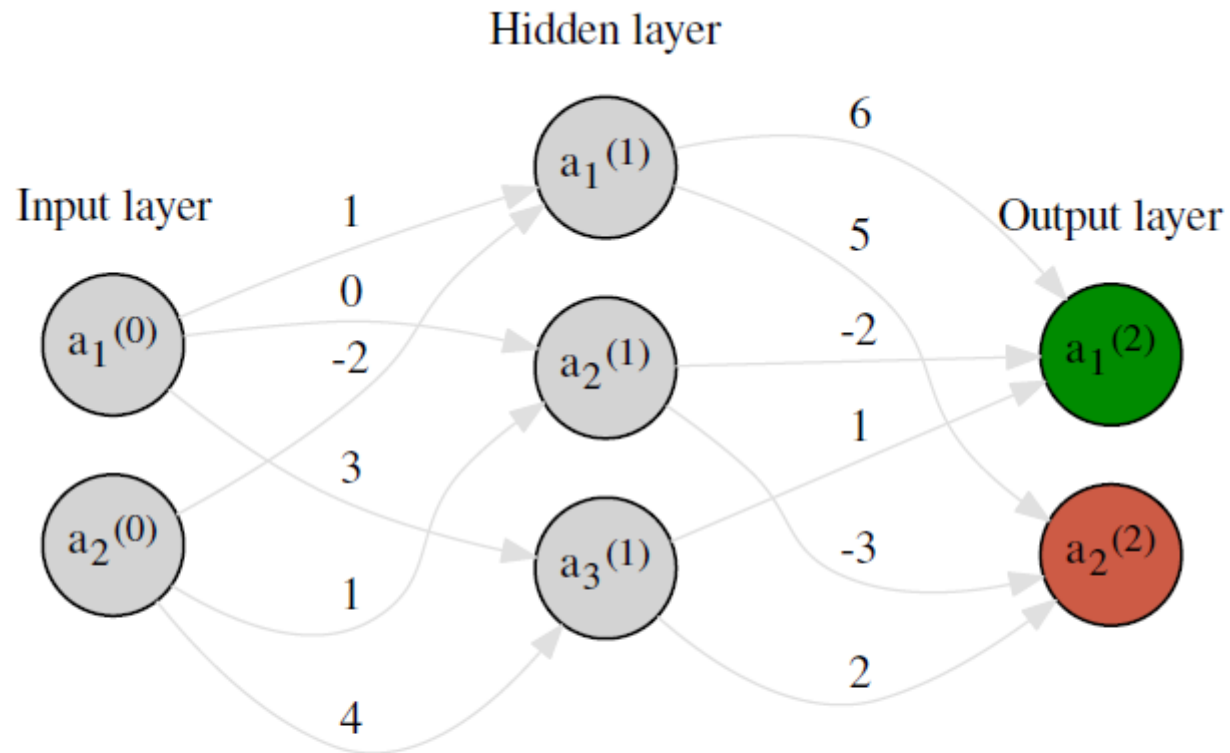 Hidden layer
Input layer
Output layer
a₁⁽⁰⁾
a₂⁽⁰⁾
1
0
-2
3
1
4
a₁⁽¹⁾
a₂⁽¹⁾
a₃⁽¹⁾
6
5
-2
1
-3
2
a₁⁽²⁾
a₂⁽²⁾